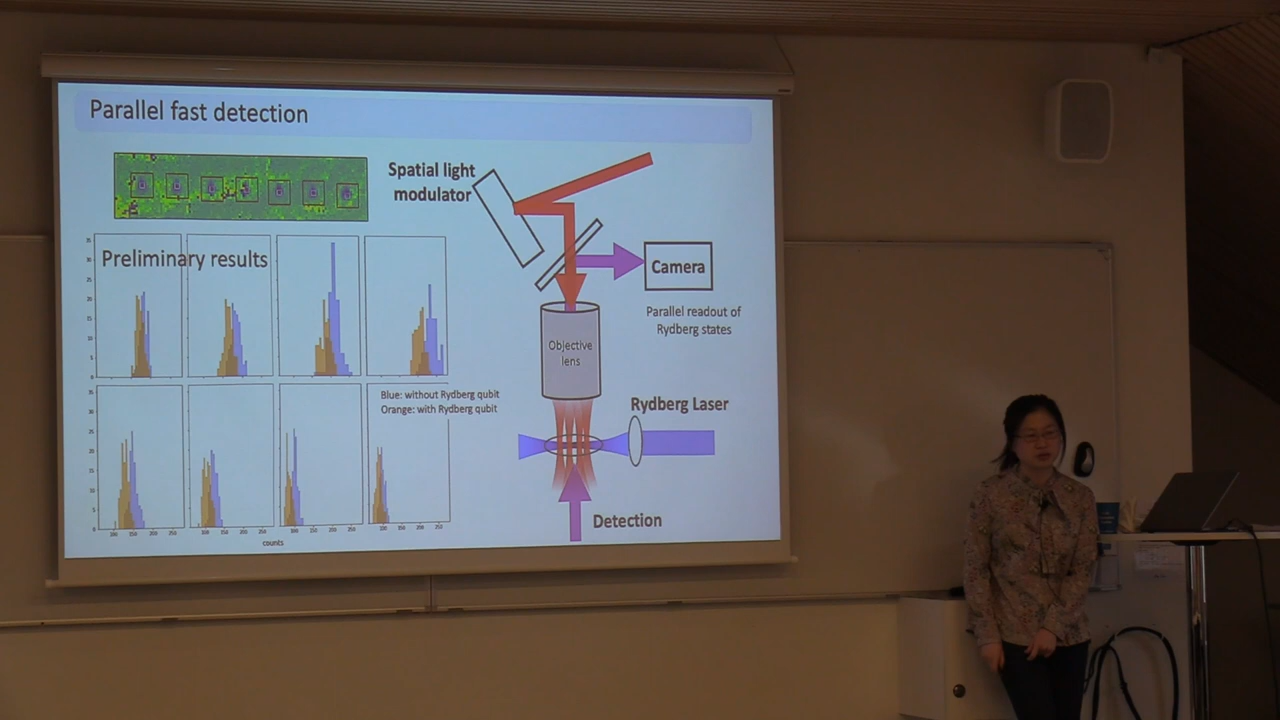 Parallel fast detection
Spatial light
modulator
Camera
Parallel readout of
Rydberg states
Preliminary results
Objective
lens
Blue: without Rydberg qubit
Orange: with Rydberg qubit
Rydberg Laser
Detection
counts